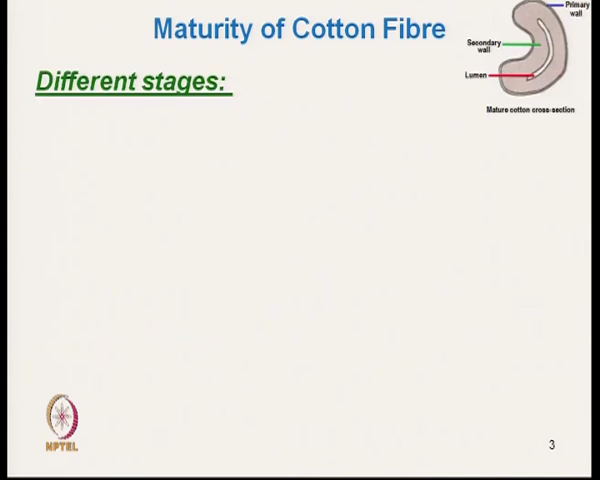 Maturity of Cotton Fibre
Different stages:
Primary
wall
Secondary
wall
Lumen
Mature cotton cross-section
NPTEL
3